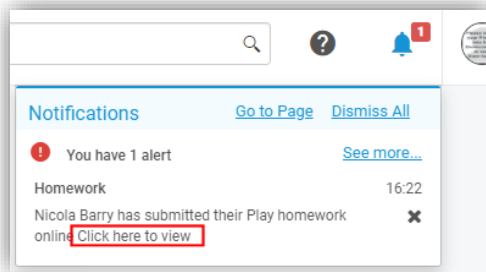 1
Notifications Go to Page Dismiss All
You have 1 alert See more...
Homework 16:22
Nicola Barry has submitted their Play homework
online Click here to view